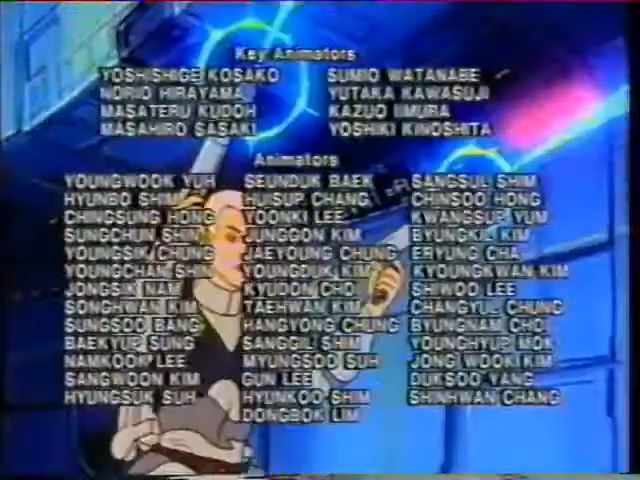 Key Animators
YOSHISHIGE KOSAKO SUMIO WATANABE
NORIO HIRAYAMA YUTAKA KAWASUJI
MASATERU KUDOH KAZUO IIMURA
MASAHIRO SASAKI YOSHIKI KINOSHITA
Animators
YOUNGWOOK YUH SEUNDUK BAEK SANGSUL SHIM
HYUNBO SHIM HUISUP CHANG CHINSOO HONG
CHINGSUNG HONG YOONKI LEE KWANGSUP YUM
SUNGCHUN SHIN JUNGGON KIM BYUNGKIL KIM
YOUNGSIK CHUNG JAEYOUNG CHUNG ERYUNG CHA
YOUNGCHAN SHIN YOUNGDUK KIM KYOUNGKWAN KIM
JONGSIK NAM KYUDON CHO SHIWOO LEE
SONGHWAN KIM TAEHWAN KIM CHANGYUL CHUNG
SUNGSOO BANG HANGYONG CHUNG BYUNGNAM CHOI
BAEKYUP SUNG SANGGIL SHIM YOUNGHYUP MOK
NAMKOOK LEE MYUNGSOO SUH JONG WOOKI KIM
SANGWOON KIM GUN LEE DUKSOO YANG
HYUNGSUK SUH HYUNKOO SHIM SHINHWAN CHANG
DONGBOK LIM